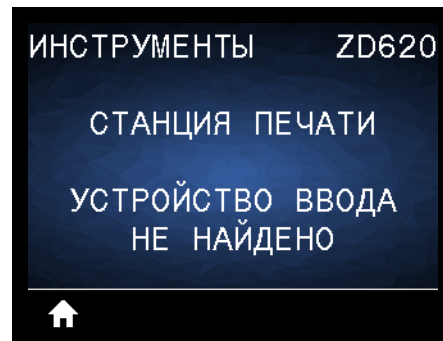 ИНСТРУМЕНТЫ ZD620
СТАНЦИЯ ПЕЧАТИ
УСТРОЙСТВО ВВОДА
НЕ НАЙДЕНО